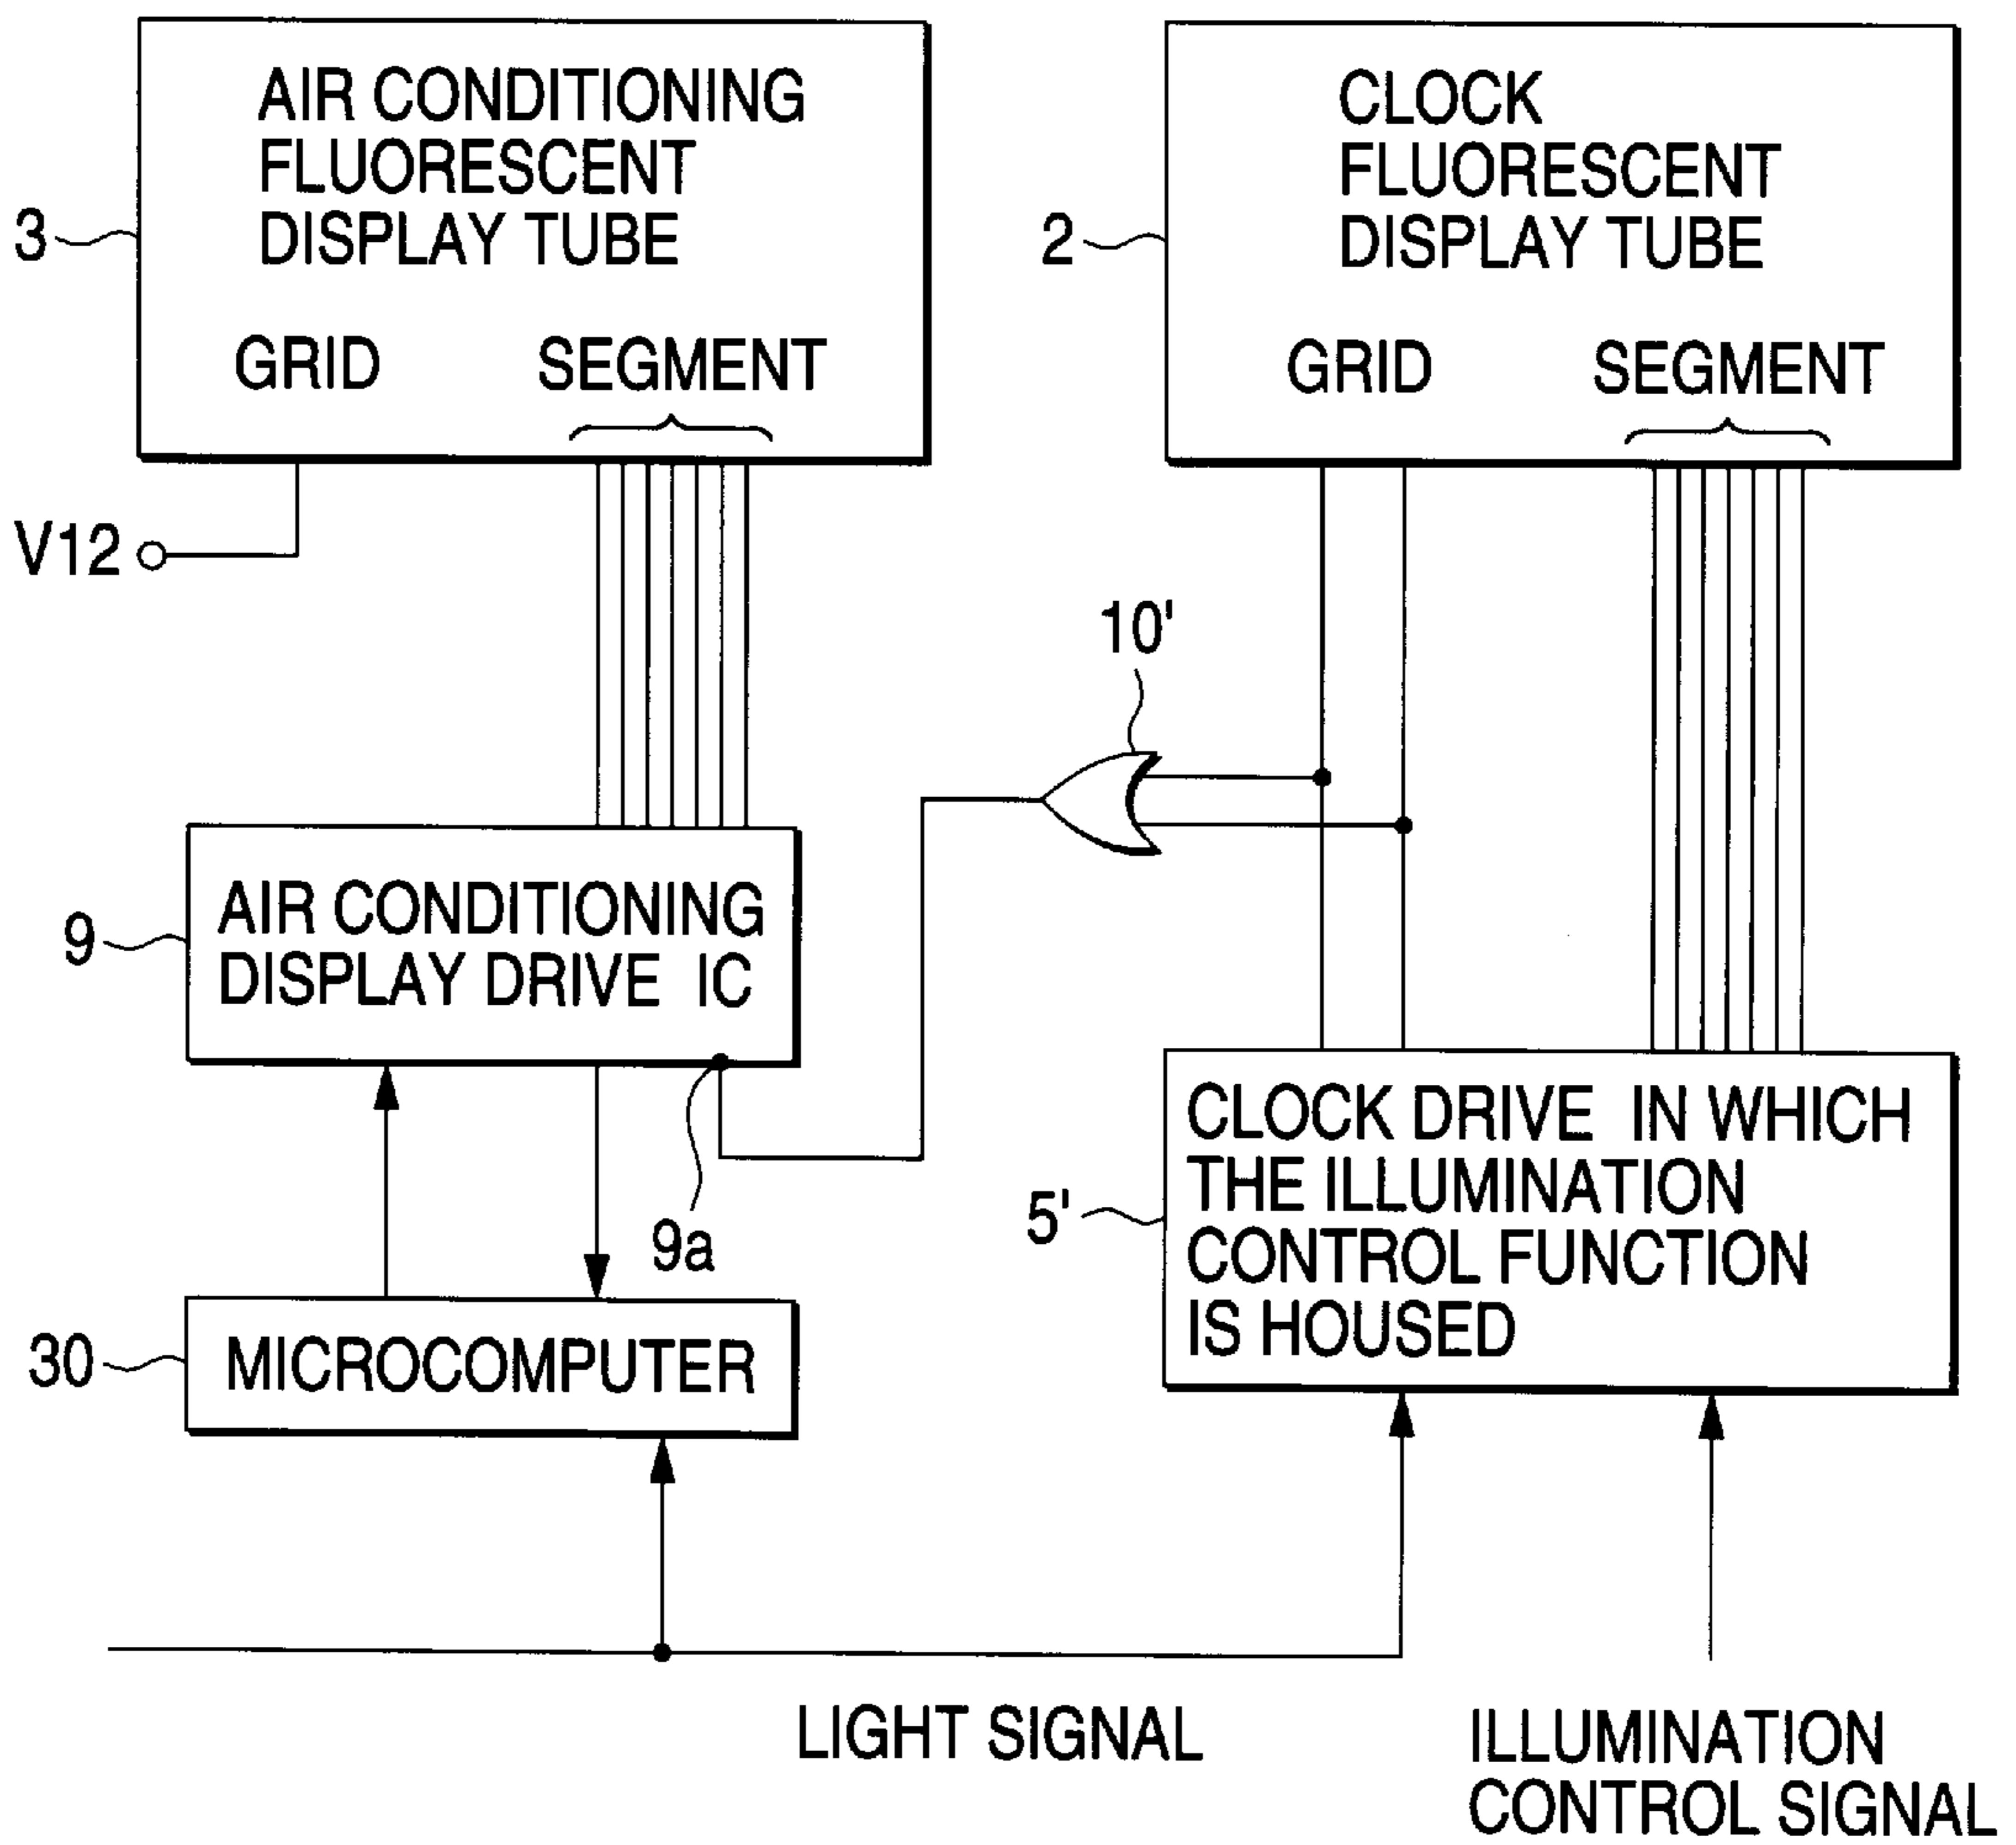 AIR CONDITIONING
FLUORESCENT
DISPLAY TUBE
GRID
SEGMENT
3
V12
CLOCK
FLUORESCENT
DISPLAY TUBE
GRID
SEGMENT
2
10'
AIR CONDITIONING
DISPLAY DRIVE IC
9
9a
MICROCOMPUTER
30
CLOCK DRIVE IN WHICH
THE ILLUMINATION
CONTROL FUNCTION
IS HOUSED
5'
LIGHT SIGNAL
ILLUMINATION
CONTROL SIGNAL